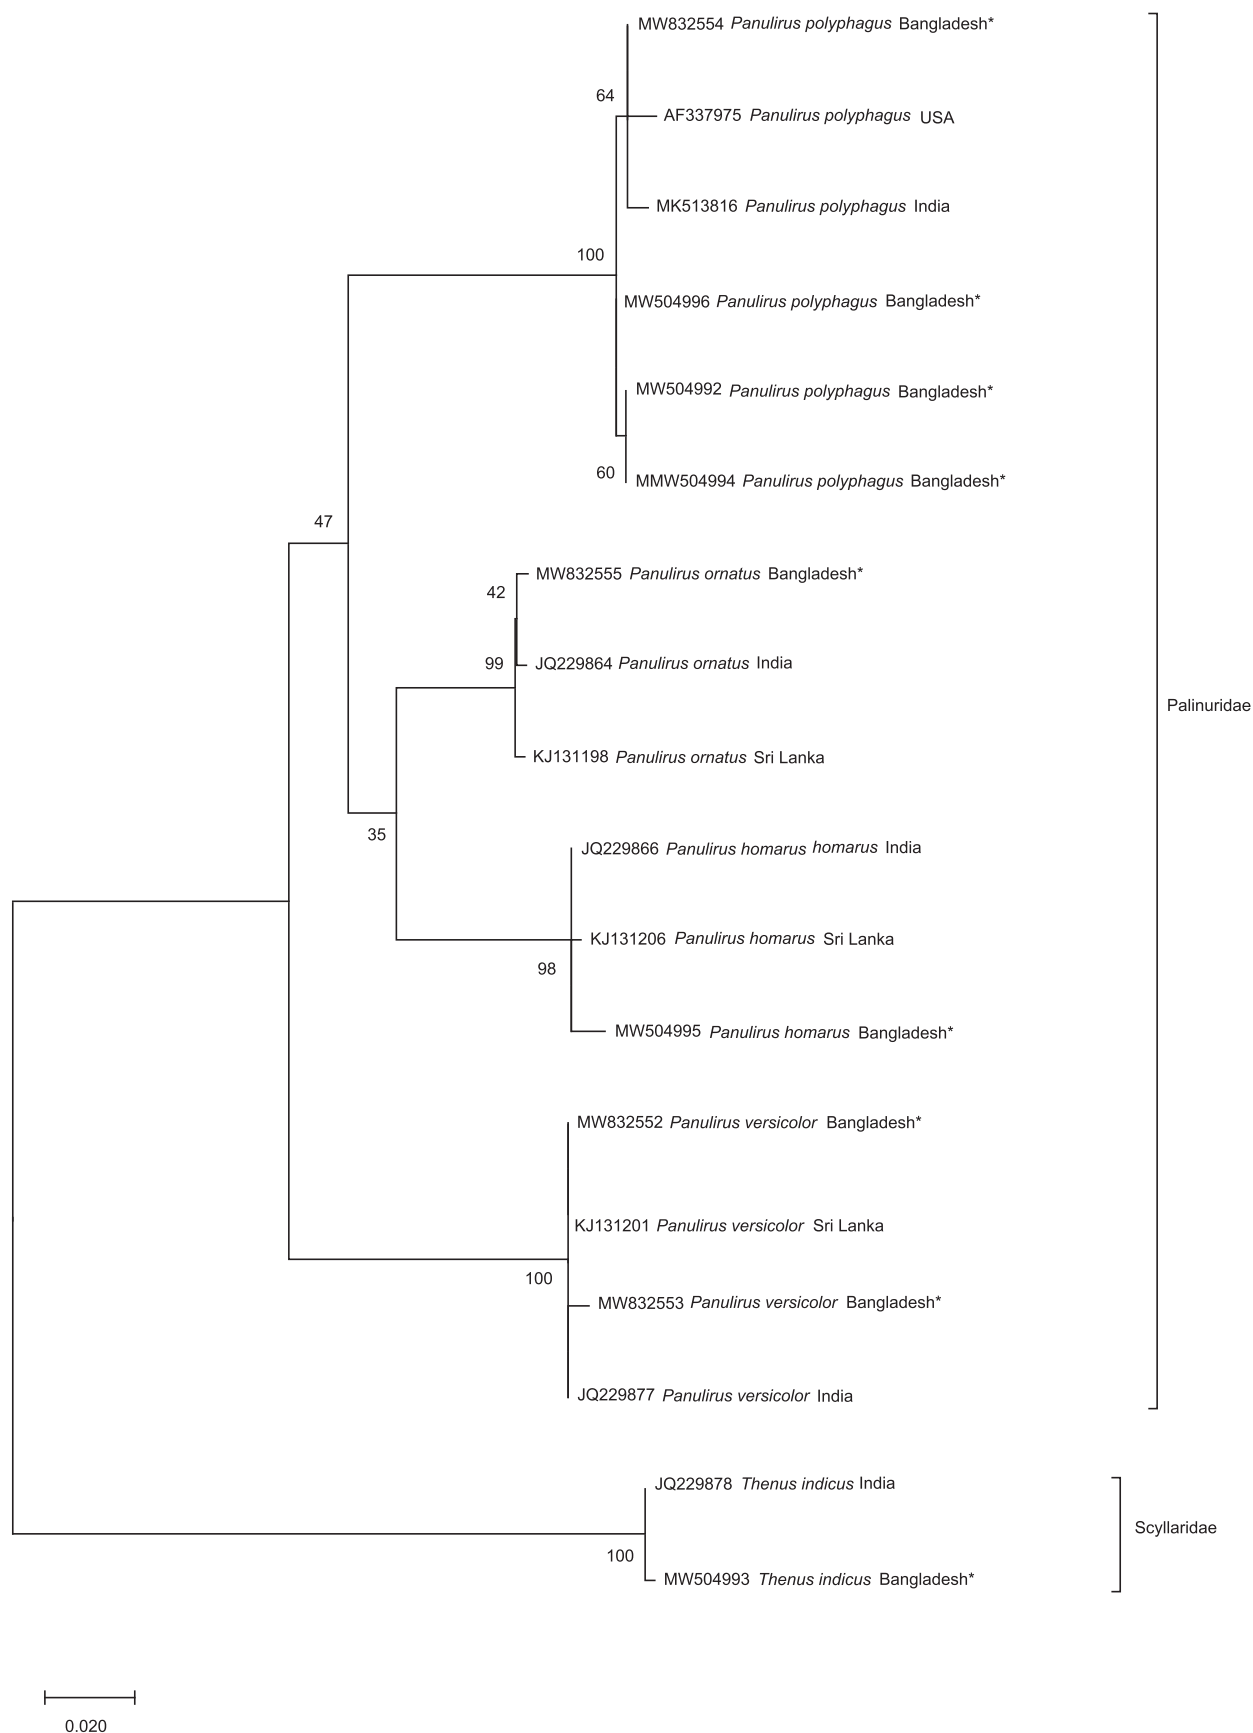 MW832554 Panulirus polyphagus Bangladesh*
64
AF337975 Panulirus polyphagus USA
MK513816 Panulirus polyphagus India
100
MW504996 Panulirus polyphagus Bangladesh*
MW504992 Panulirus polyphagus Bangladesh*
60
MMW504994 Panulirus polyphagus Bangladesh*
47
MW832555 Panulirus ornatus Bangladesh*
42
99
JQ229864 Panulirus ornatus India
Palinuridae
KJ131198 Panulirus ornatus Sri Lanka
35
JQ229866 Panulirus homarus homarus India
KJ131206 Panulirus homarus Sri Lanka
98
MW504995 Panulirus homarus Bangladesh*
MW832552 Panulirus versicolor Bangladesh*
KJ131201 Panulirus versicolor Sri Lanka
100
MW832553 Panulirus versicolor Bangladesh*
JQ229877 Panulirus versicolor India
JQ229878 Thenus indicus India
Scyllaridae
100
MW504993 Thenus indicus Bangladesh*
0.020